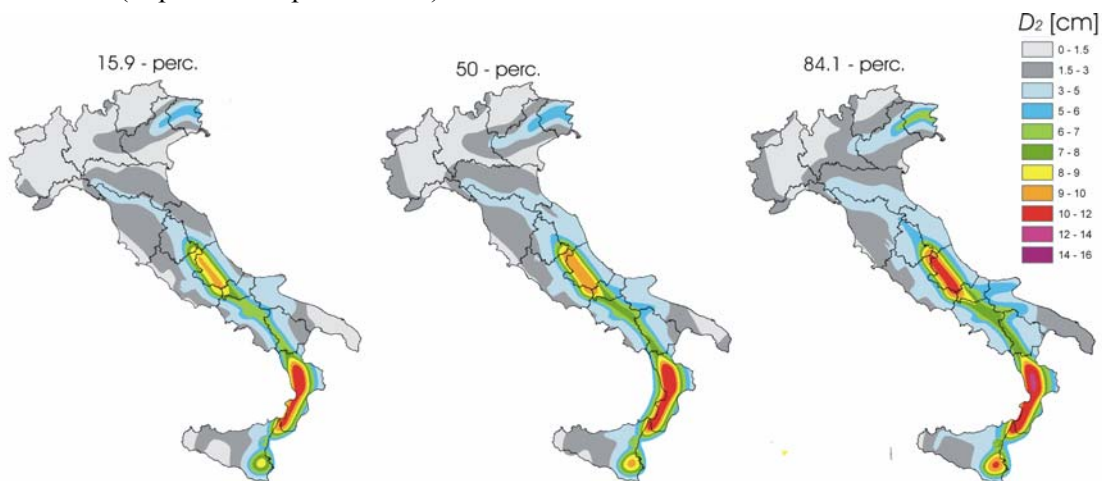 D₂ [cm]
15.9 - perc.
50 - perc.
84.1 - perc.
0 - 1.5
1.5 - 3
3 - 5
5 - 6
6 - 7
7 - 8
8 - 9
9 - 10
10 - 12
12 - 14
14 - 16